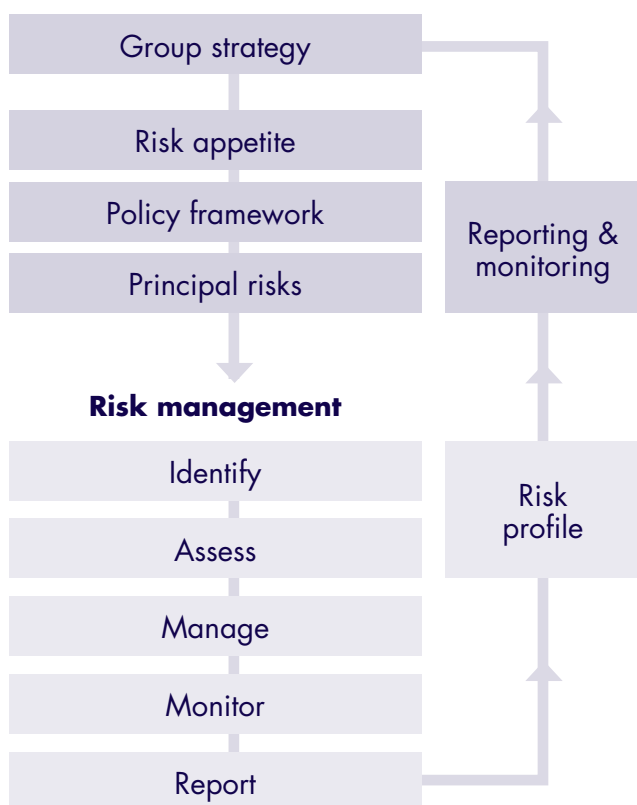 Group strategy
Risk appetite
Policy framework
Principal risks
Reporting &
monitoring
Risk management
Identify
Assess
Manage
Monitor
Report
Risk
profile